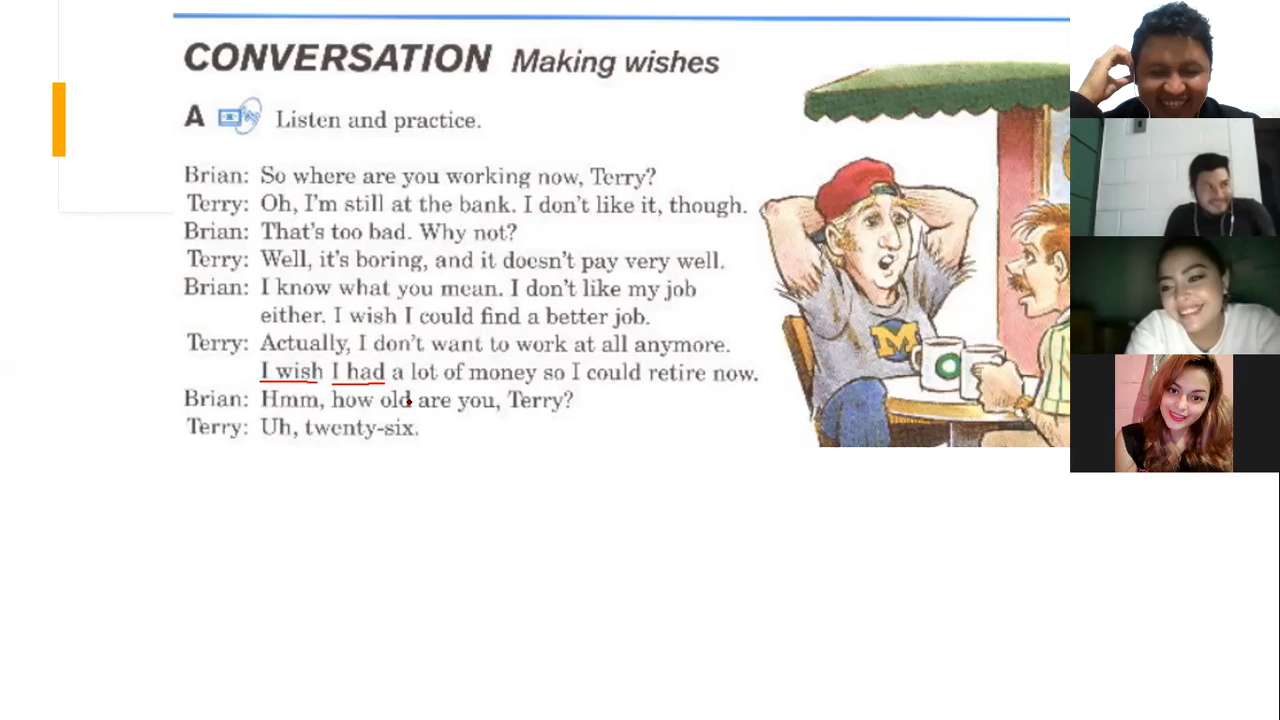 CONVERSATION Making wishes
A Listen and practice.
Brian: So where are you working now, Terry?
Terry: Oh, I'm still at the bank. I don't like it, though.
Brian: That's too bad. Why not?
Terry: Well, it's boring, and it doesn't pay very well.
Brian: I know what you mean. I don't like my job
either. I wish I could find a better job.
Terry: Actually, I don't want to work at all anymore.
I wish I had a lot of money so I could retire now.
Brian: Hmm, how old are you, Terry?
Terry: Uh, twenty-six.
M